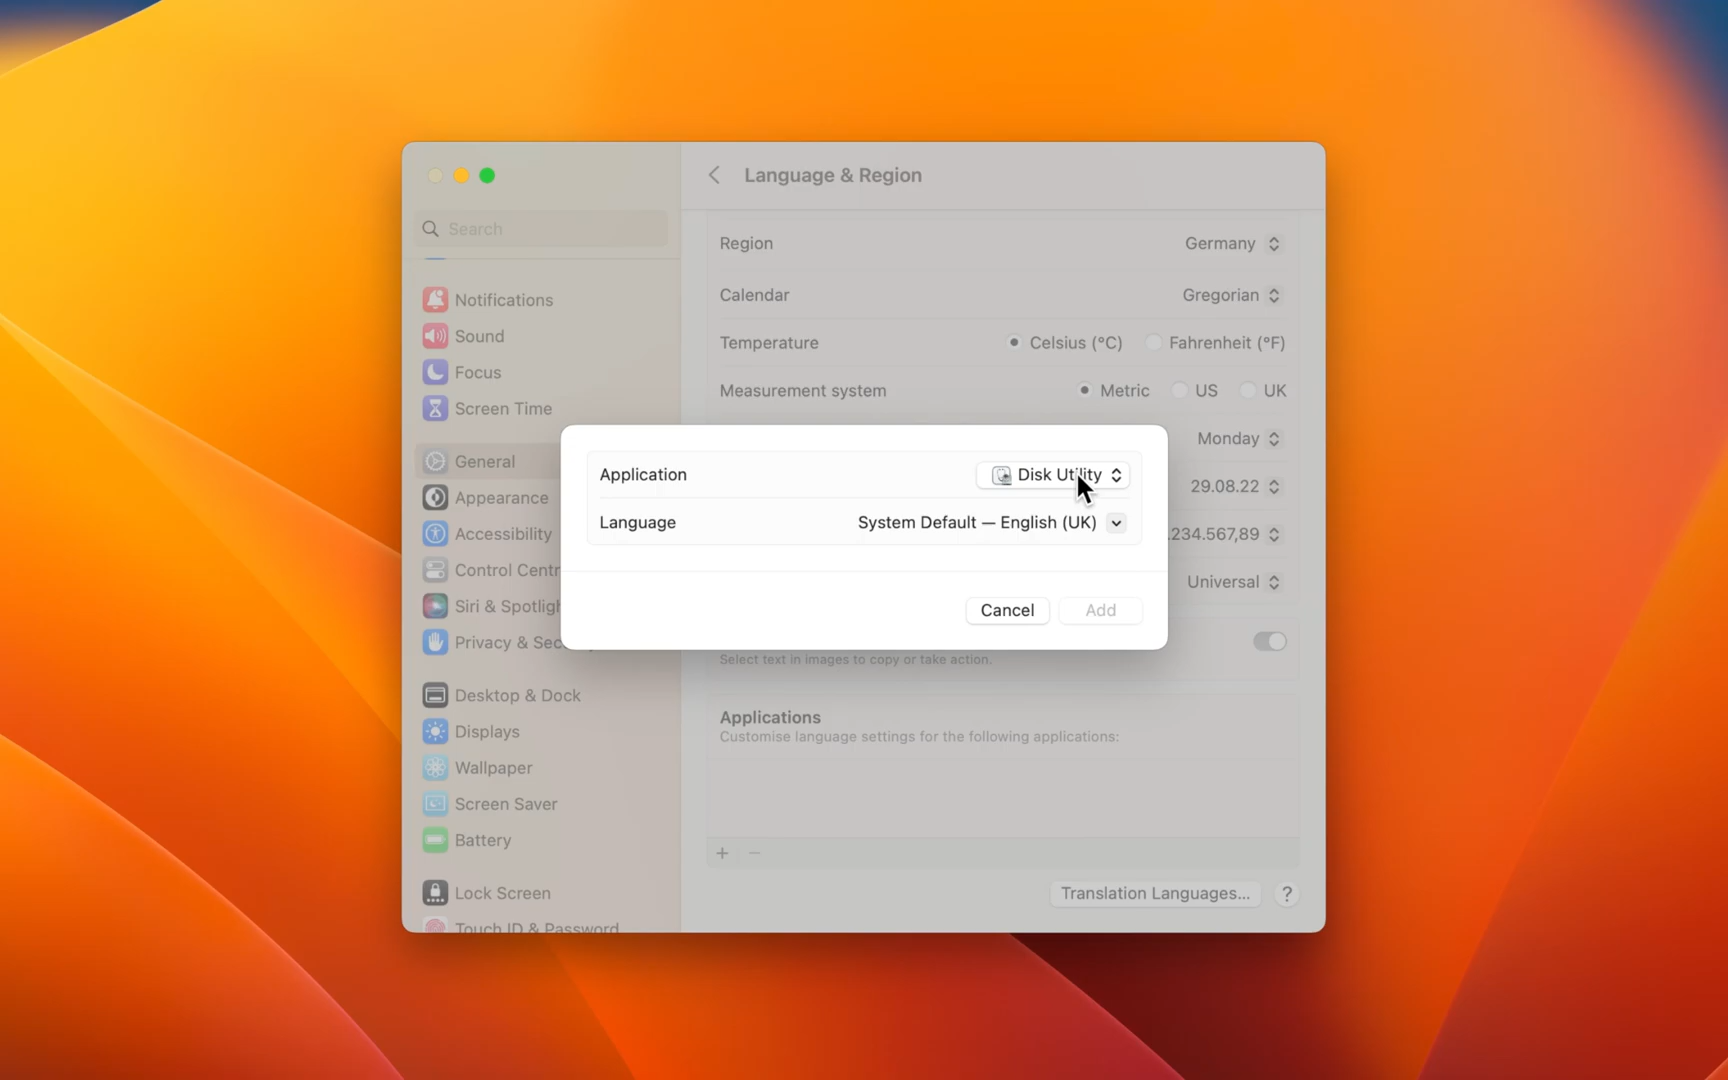 Language & Region
Search
Notifications
Sound
Focus
Screen Time
General
Appearance
Accessibility
Control Centr
Siri & Spotligh
Privacy & Sec
Desktop & Dock
Displays
Wallpaper
Screen Saver
Battery
Lock Screen
Touch ID & Password
Region Germany
Calendar Gregorian
Temperature Celsius (°C) Fahrenheit (°F)
Measurement system Metric US UK
Monday
29.08.22
.234.567,89
Universal
Application Disk Utility
Language System Default — English (UK)
Cancel Add
Select text in images to copy or take action.
Applications
Customise language settings for the following applications:
+ −
Translation Languages... ?